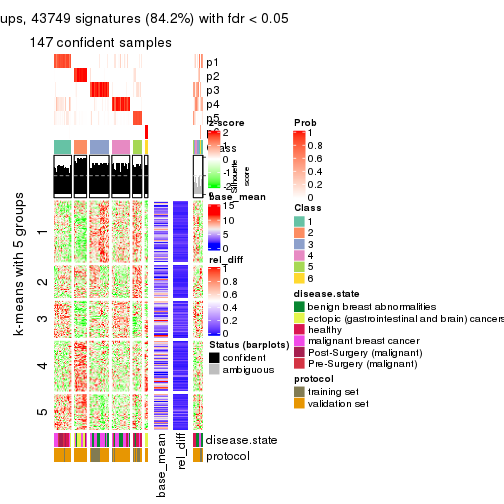 ups, 43749 signatures (84.2%) with fdr < 0.05
147 confident samples
p1
p2
p3
p4
p5
z-score
2
1
0
-1
-2
Silhouette
score
base_mean
15
10
5
0
rel_diff
1
0.8
0.6
0.4
0.2
0
Status (barplots)
confident
ambiguous
Prob
1
0.8
0.6
0.4
0.2
0
Class
1
2
3
4
5
6
disease.state
benign breast abnormalities
ectopic (gastrointestinal and brain) cancers
healthy
malignant breast cancer
Post-Surgery (malignant)
Pre-Surgery (malignant)
protocol
training set
validation set
k-means with 5 groups
1
2
3
4
5
disease.state
protocol
base_mean
rel_diff